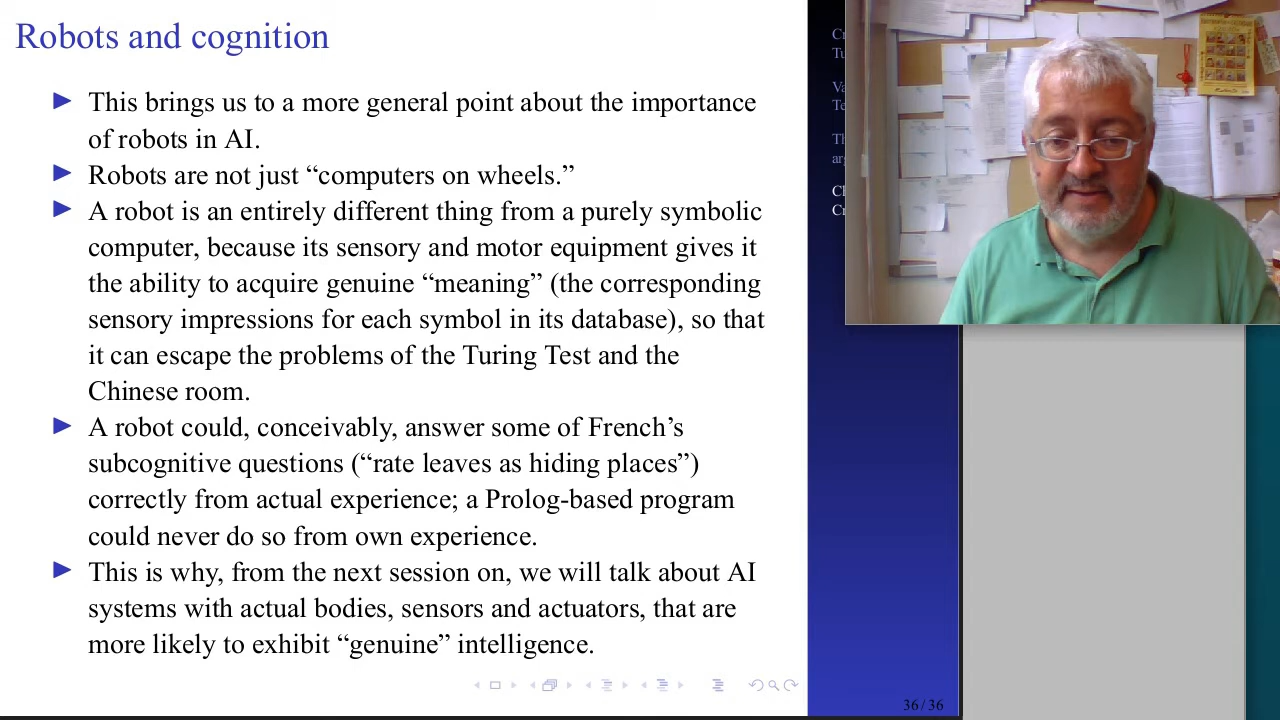 Robots and cognition
▶ This brings us to a more general point about the importance
of robots in AI.
▶ Robots are not just “computers on wheels.”
▶ A robot is an entirely different thing from a purely symbolic
computer, because its sensory and motor equipment gives it
the ability to acquire genuine “meaning” (the corresponding
sensory impressions for each symbol in its database), so that
it can escape the problems of the Turing Test and the
Chinese room.
▶ A robot could, conceivably, answer some of French’s
subcognitive questions (“rate leaves as hiding places”)
correctly from actual experience; a Prolog-based program
could never do so from own experience.
▶ This is why, from the next session on, we will talk about AI
systems with actual bodies, sensors and actuators, that are
more likely to exhibit “genuine” intelligence.
36/36